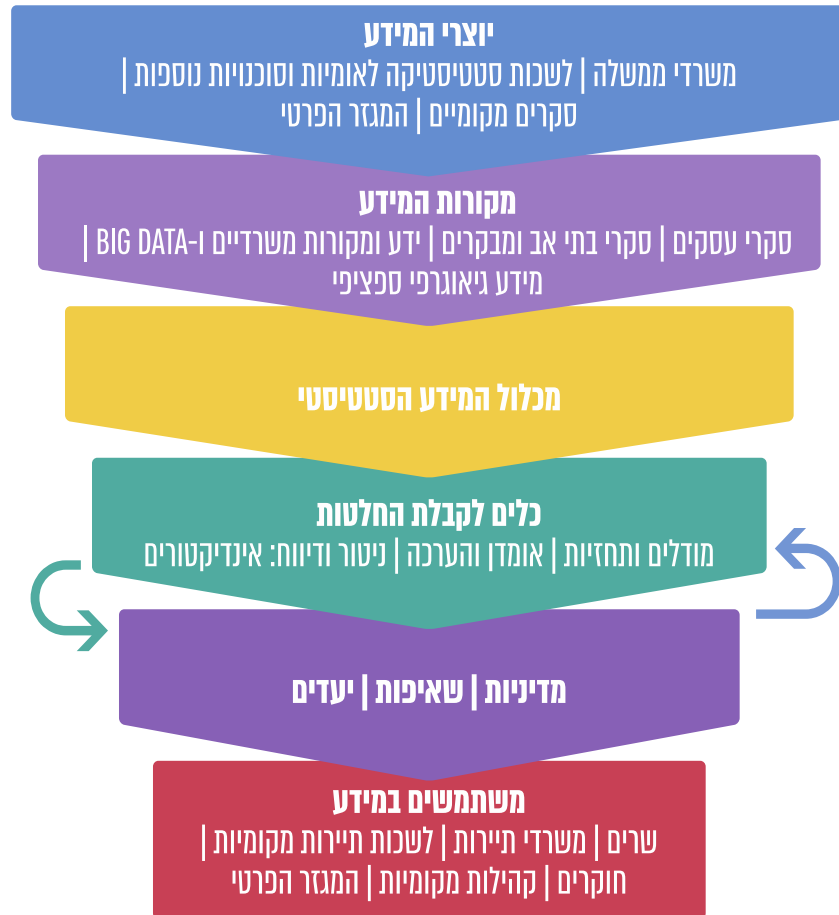 יוצרי המידע
משרדי ממשלה | לשכות סטטיסטיקה לאומיות וסוכנויות נוספות |
סקרים מקומיים | המגזר הפרטי
מקורות המידע
סקרי עסקים | סקרי בתי אב ומבקרים | ידע ומקורות משרדיים ו-BIG DATA |
מידע גיאוגרפי ספציפי
מכלול המידע הסטטיסטי
כלים לקבלת החלטות
מודלים ותחזיות | אומדן והערכה | ניטור ודיווח: אינדיקטורים
מדיניות | שאיפות | יעדים
משתמשים במידע
שרים | משרדי תיירות | לשכות תיירות מקומיות |
חוקרים | קהילות מקומיות | המגזר הפרטי